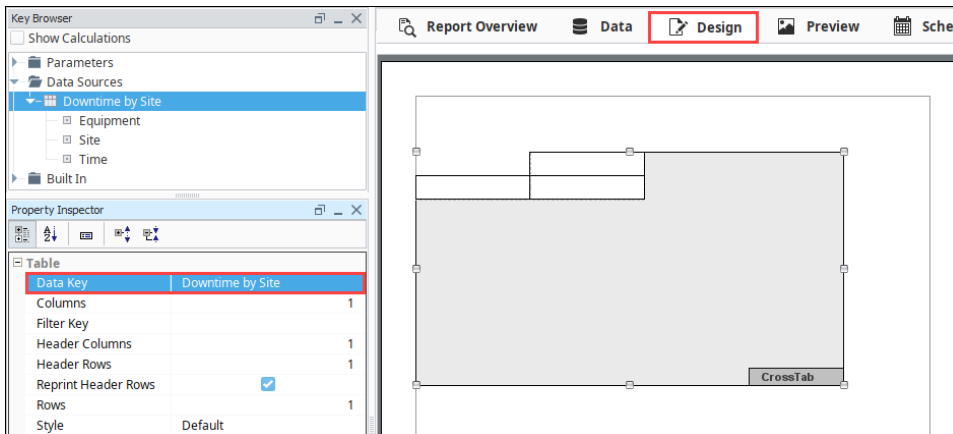 Key Browser
Show Calculations
Parameters
Data Sources
Downtime by Site
Equipment
Site
Time
Built In
Property Inspector
Table
Data Key Downtime by Site
Columns 1
Filter Key
Header Columns 1
Header Rows 1
Reprint Header Rows
Rows 1
Style Default
Report Overview Data Design Preview Sche
CrossTab